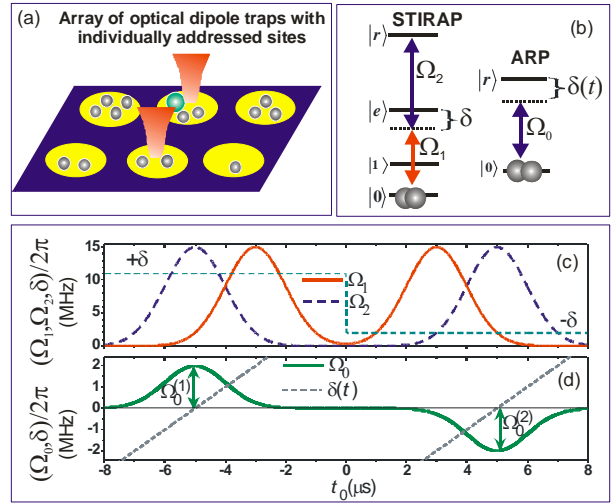 (a) Array of optical dipole traps with
individually addressed sites
(b)
STIRAP
|r⟩
Ω₂
|e⟩
δ
Ω₁
|1⟩
|0⟩
ARP
|r⟩
δ(t)
Ω₀
|0⟩
(c)
(Ω₁,Ω₂,δ)/2π
(MHz)
15
10
5
0
+δ
Ω₁
Ω₂
-δ
(d)
(Ω₀,δ)/2π
(MHz)
2
1
0
-1
-2
Ω₀
δ(t)
Ω₀⁽¹⁾
Ω₀⁽²⁾
-8 -6 -4 -2 0 2 4 6 8
t₀(μs)